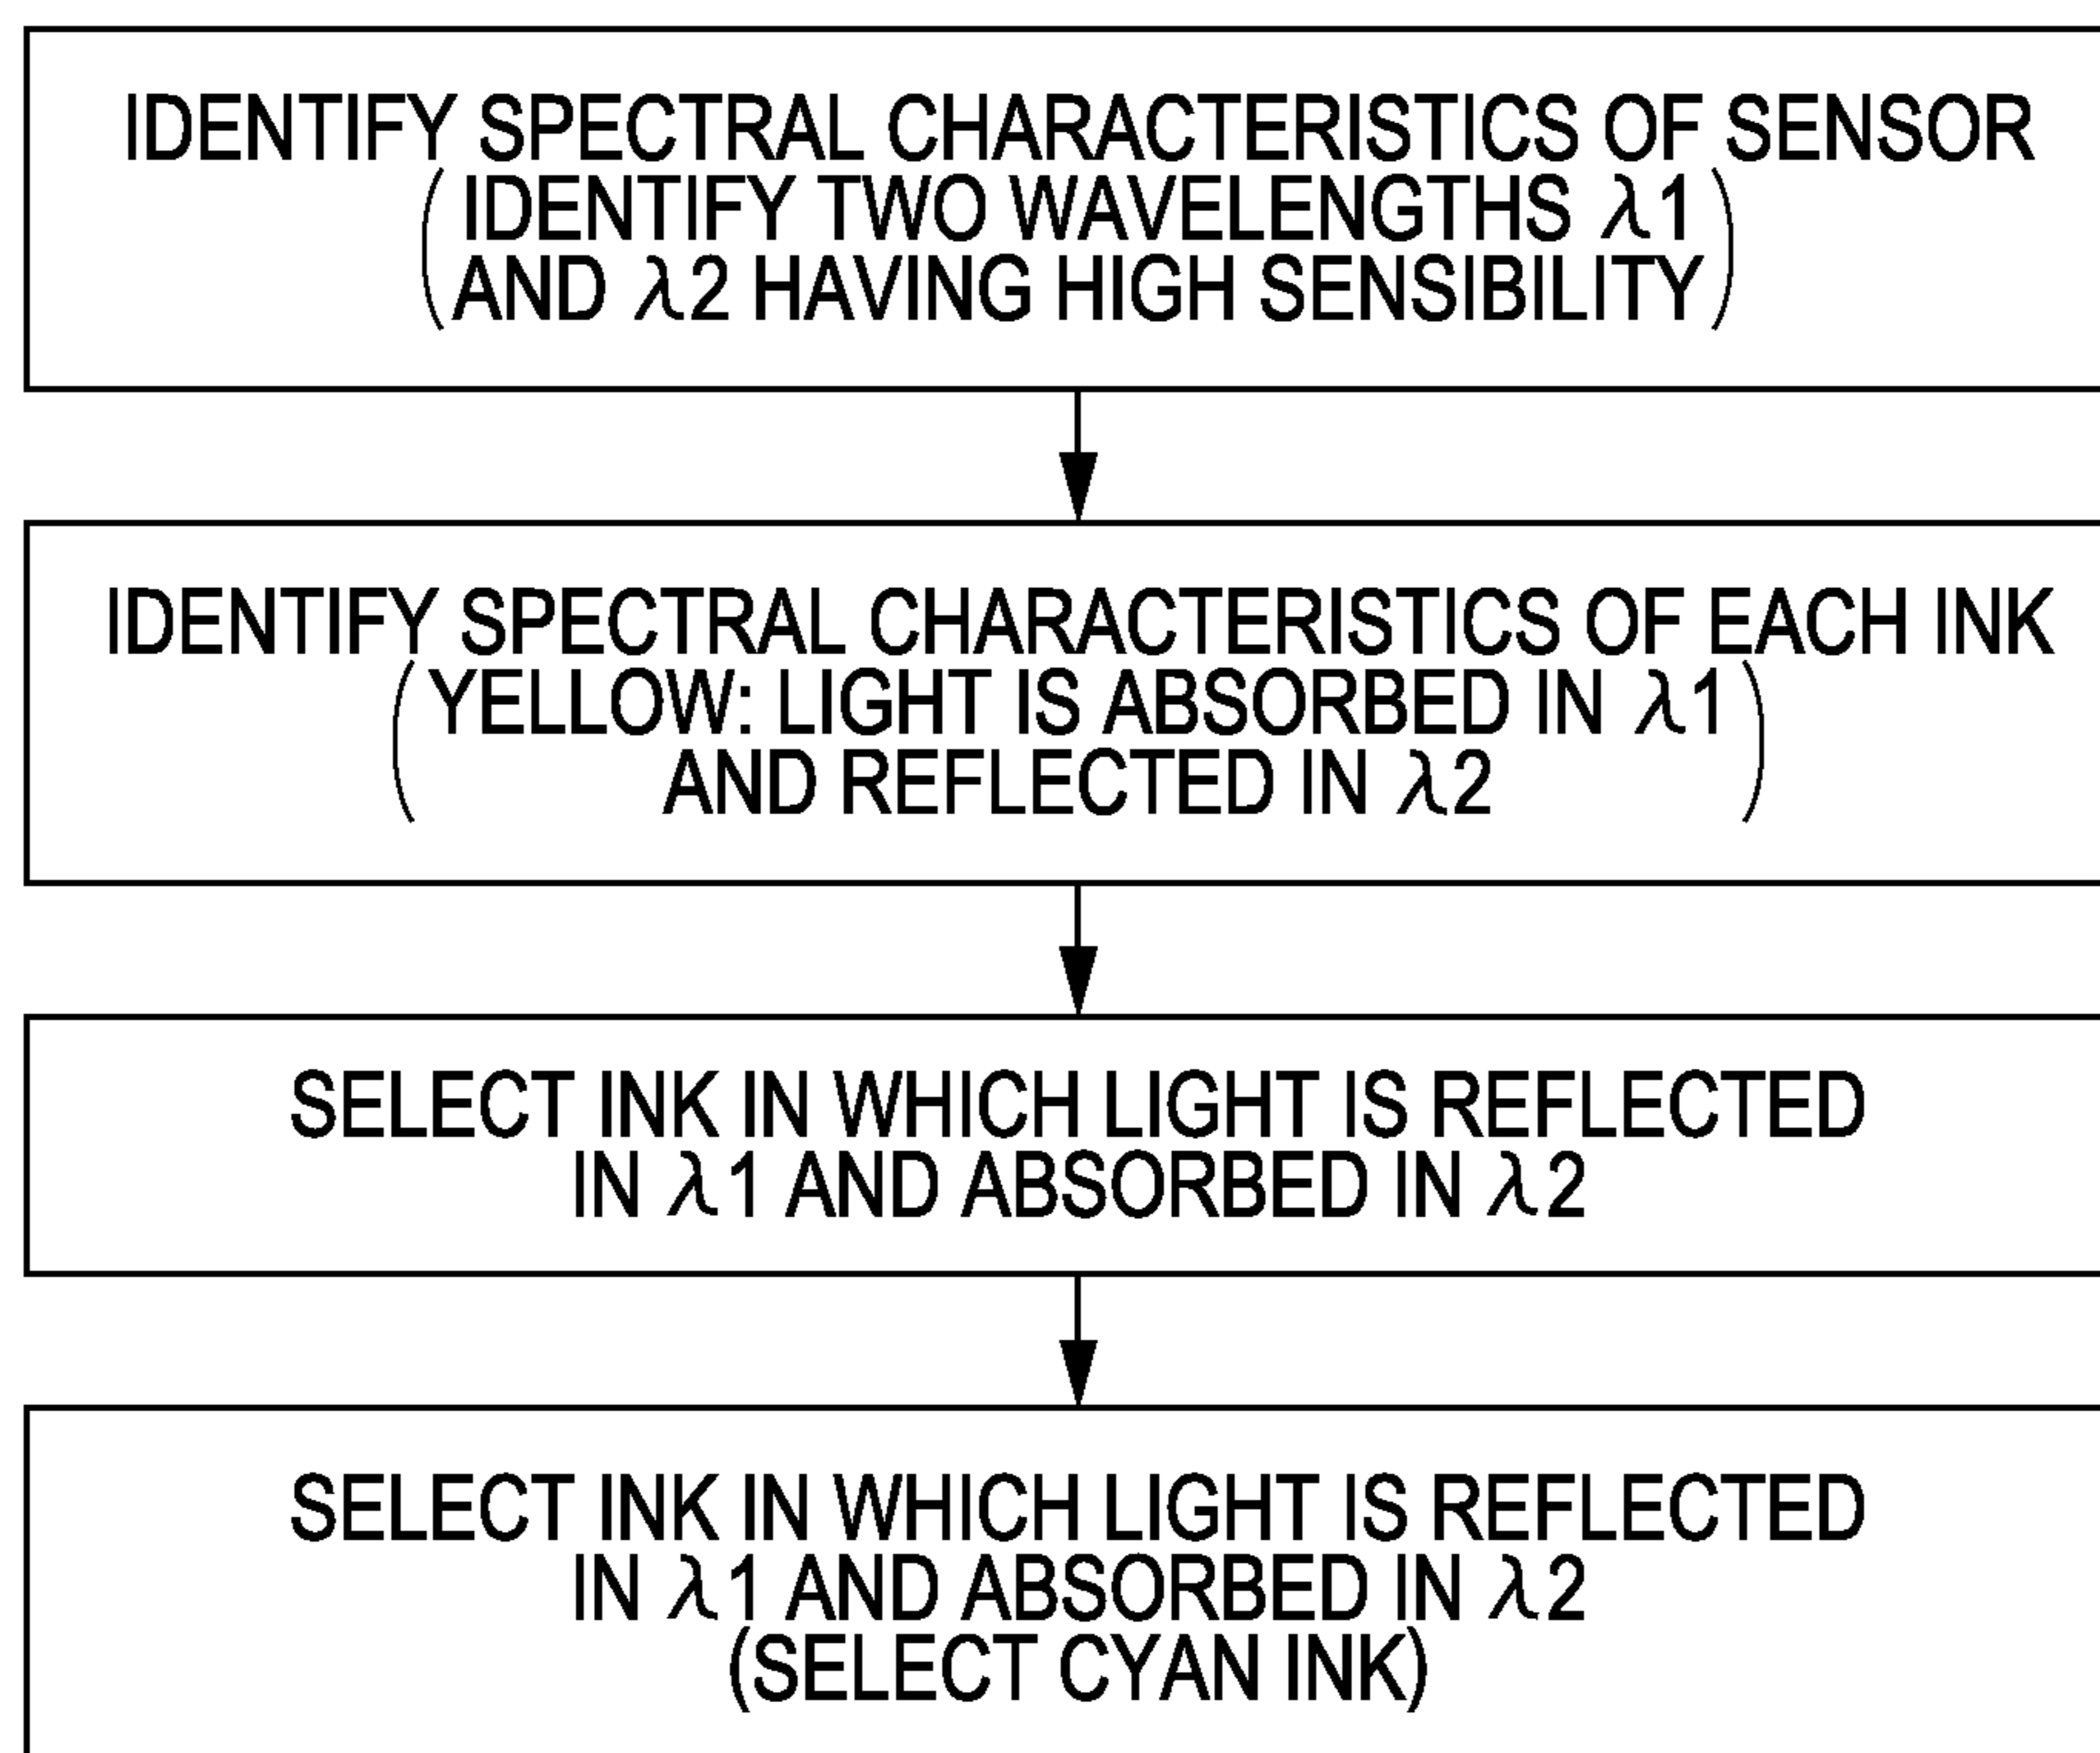 IDENTIFY SPECTRAL CHARACTERISTICS OF SENSOR
(IDENTIFY TWO WAVELENGTHS λ1
AND λ2 HAVING HIGH SENSIBILITY)
IDENTIFY SPECTRAL CHARACTERISTICS OF EACH INK
(YELLOW: LIGHT IS ABSORBED IN λ1
AND REFLECTED IN λ2)
SELECT INK IN WHICH LIGHT IS REFLECTED
IN λ1 AND ABSORBED IN λ2
SELECT INK IN WHICH LIGHT IS REFLECTED
IN λ1 AND ABSORBED IN λ2
(SELECT CYAN INK)